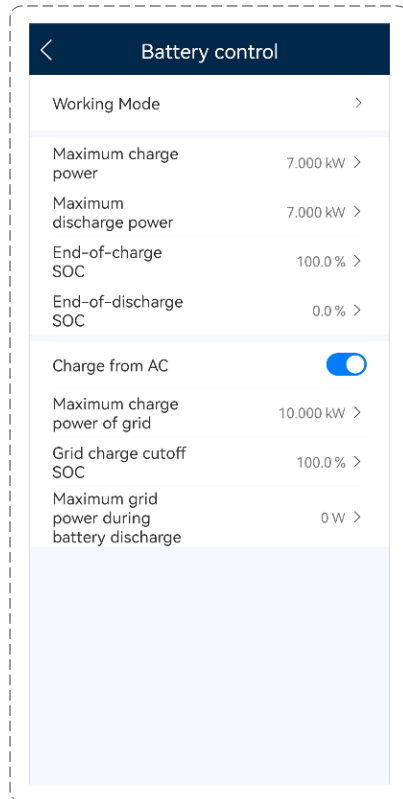 Battery control
Working Mode
Maximum charge
power
7.000 kW
Maximum
discharge power
7.000 kW
End-of-charge
SOC
100.0 %
End-of-discharge
SOC
0.0 %
Charge from AC
Maximum charge
power of grid
10.000 kW
Grid charge cutoff
SOC
100.0 %
Maximum grid
power during
battery discharge
0 W